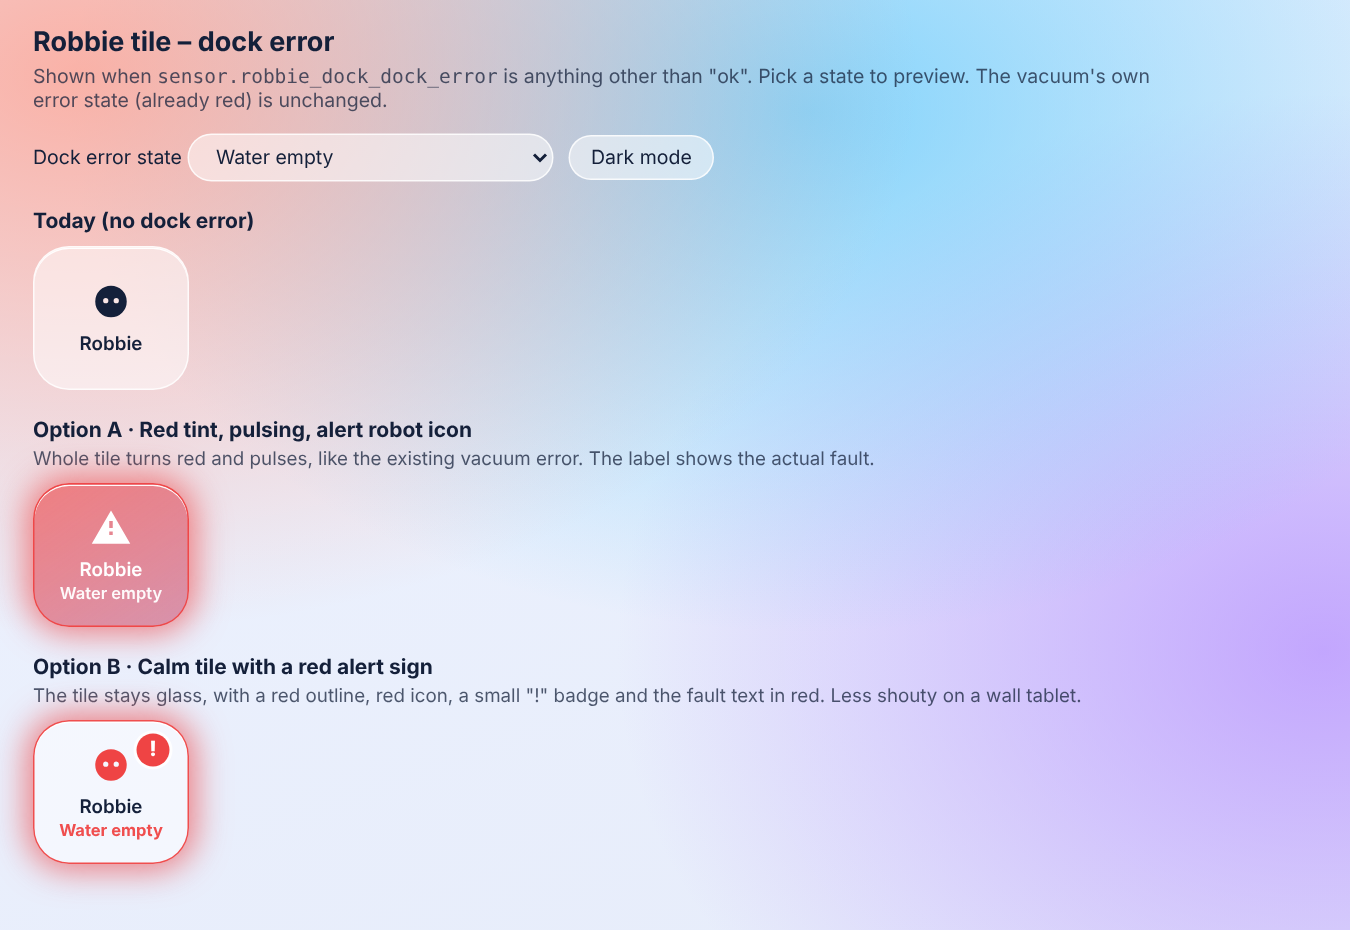 Robbie tile – dock error
Shown when sensor.robbie_dock_dock_error is anything other than "ok". Pick a state to preview. The vacuum's own
error state (already red) is unchanged.
Dock error state Water empty Dark mode
Today (no dock error)
Robbie
Option A · Red tint, pulsing, alert robot icon
Whole tile turns red and pulses, like the existing vacuum error. The label shows the actual fault.
Robbie
Water empty
Option B · Calm tile with a red alert sign
The tile stays glass, with a red outline, red icon, a small "!" badge and the fault text in red. Less shouty on a wall tablet.
!
Robbie
Water empty